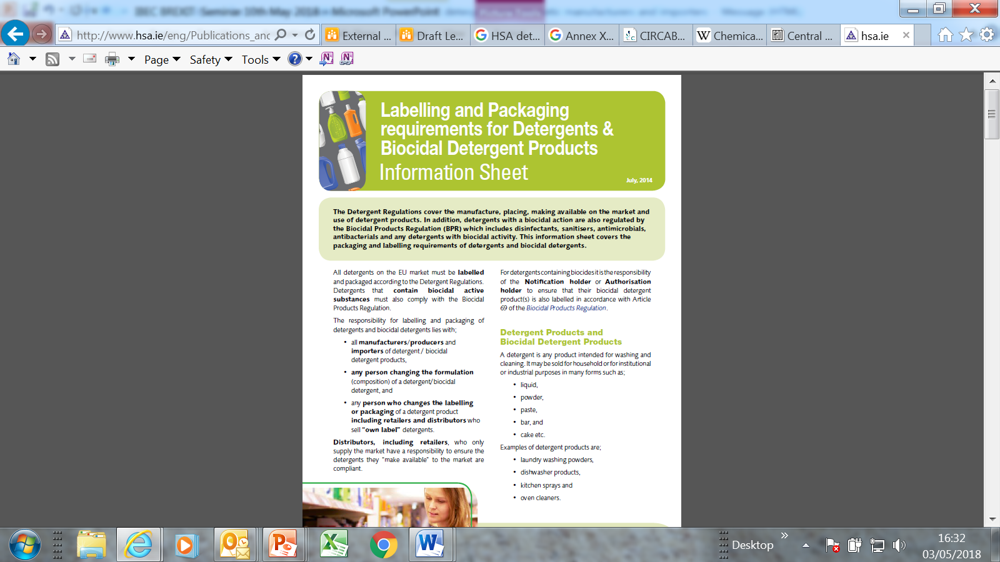 IBEC BREXIT Seminar 10th May 2018 - Microsoft PowerPoint
http://www.hsa.ie/eng/Publications_and
External ...
Draft Le...
HSA det...
Annex X...
CIRCAB...
Chemica...
Central ...
hsa.ie
Page
Safety
Tools
Labelling and Packaging
requirements for Detergents &
Biocidal Detergent Products
Information Sheet
July, 2014
The Detergent Regulations cover the manufacture, placing, making available on the market and
use of detergent products. In addition, detergents with a biocidal action are also regulated by
the Biocidal Products Regulation (BPR) which includes disinfectants, sanitisers, antimicrobials,
antibacterials and any detergents with biocidal activity. This information sheet covers the
packaging and labelling requirements of detergents and biocidal detergents.
All detergents on the EU market must be labelled
and packaged according to the Detergent Regulations.
Detergents that contain biocidal active
substances must also comply with the Biocidal
Products Regulation.
The responsibility for labelling and packaging of
detergents and biocidal detergents lies with;
• all manufacturers/producers and
importers of detergent / biocidal
detergent products,
• any person changing the formulation
(composition) of a detergent/biocidal
detergent, and
• any person who changes the labelling
or packaging of a detergent product
including retailers and distributors who
sell "own label" detergents.
Distributors, including retailers, who only
supply the market have a responsibility to ensure the
detergents they "make available" to the market are
compliant.
For detergents containing biocides it is the responsibility
of the Notification holder or Authorisation
holder to ensure that their biocidal detergent
product(s) is also labelled in accordance with Article
69 of the Biocidal Products Regulation.
Detergent Products and
Biocidal Detergent Products
A detergent is any product intended for washing and
cleaning. It may be sold for household or for institutional
or industrial purposes in many forms such as;
• liquid,
• powder,
• paste,
• bar, and
• cake etc.
Examples of detergent products are;
• laundry washing powders,
• dishwasher products,
• kitchen sprays and
• oven cleaners.
Desktop
16:32
03/05/2018